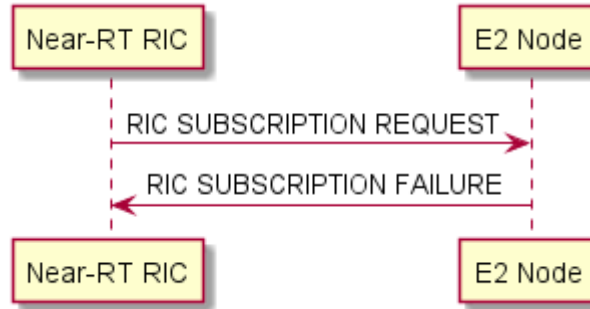 Near-RT RIC
E2 Node
RIC SUBSCRIPTION REQUEST
RIC SUBSCRIPTION FAILURE
Near-RT RIC
E2 Node